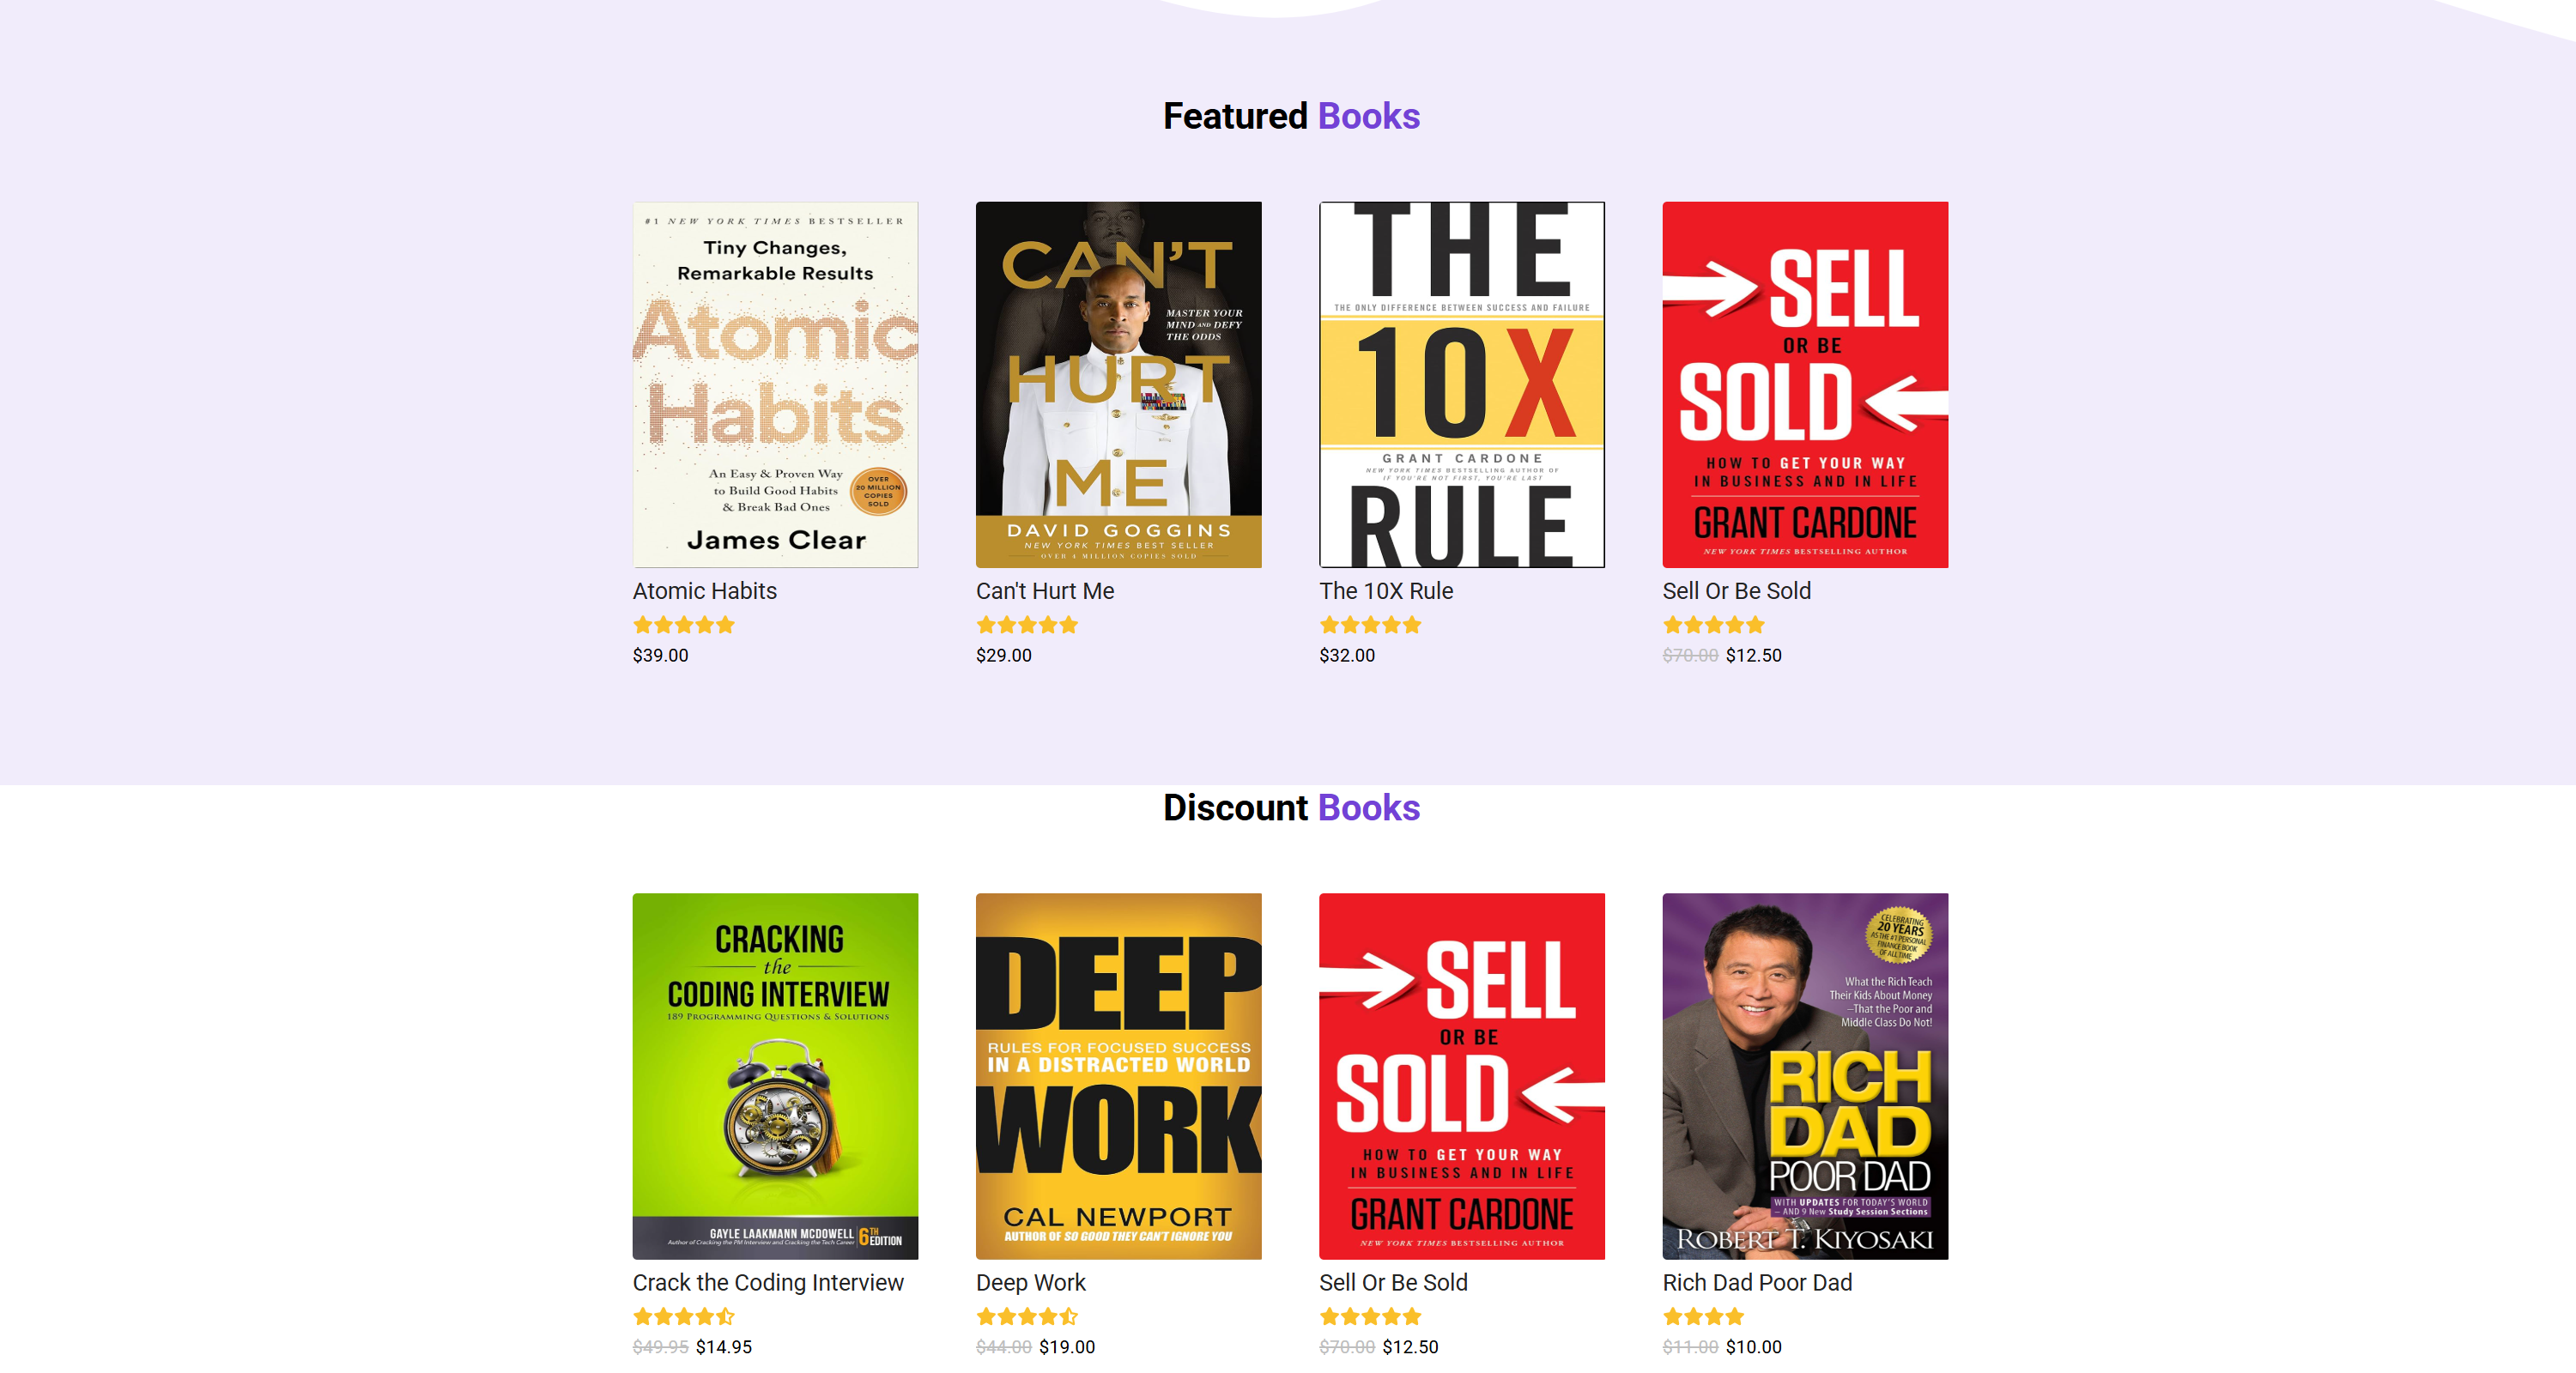 Featured Books
#1 NEW YORK TIMES BESTSELLER
Tiny Changes,
Remarkable Results
Atomic
Habits
An Easy & Proven Way
to Build Good Habits
& Break Bad Ones
OVER
20 MILLION
COPIES
SOLD
James Clear
Atomic Habits
$39.00
CAN'T
MASTER YOUR
MIND AND DEFY
THE ODDS
HURT
ME
DAVID GOGGINS
NEW YORK TIMES BEST SELLER
OVER 4 MILLION COPIES SOLD
Can't Hurt Me
$29.00
THE
THE ONLY DIFFERENCE BETWEEN SUCCESS AND FAILURE
10X
GRANT CARDONE
NEW YORK TIMES BESTSELLING AUTHOR OF
IF YOU'RE NOT FIRST, YOU'RE LAST
RULE
The 10X Rule
$32.00
SELL
OR BE
SOLD
HOW TO GET YOUR WAY
IN BUSINESS AND IN LIFE
GRANT CARDONE
NEW YORK TIMES BESTSELLING AUTHOR
Sell Or Be Sold
$70.00 $12.50
Discount Books
CRACKING
the
CODING INTERVIEW
189 PROGRAMMING QUESTIONS & SOLUTIONS
GAYLE LAAKMANN MCDOWELL
Author of Cracking the PM Interview and Cracking the Tech Career
6TH
EDITION
Crack the Coding Interview
$49.95 $14.95
DEEP
RULES FOR FOCUSED SUCCESS
IN A DISTRACTED WORLD
WORK
CAL NEWPORT
AUTHOR OF SO GOOD THEY CAN'T IGNORE YOU
Deep Work
$44.00 $19.00
SELL
OR BE
SOLD
HOW TO GET YOUR WAY
IN BUSINESS AND IN LIFE
GRANT CARDONE
NEW YORK TIMES BESTSELLING AUTHOR
Sell Or Be Sold
$70.00 $12.50
CELEBRATING
20 YEARS
AS THE #1 PERSONAL
FINANCE BOOK
OF ALL TIME
What the Rich Teach
Their Kids About Money
—That the Poor and
Middle Class Do Not!
RICH
DAD
POOR DAD
WITH UPDATES FOR TODAY'S WORLD
— AND 9 New Study Session Sections
ROBERT T. KIYOSAKI
Rich Dad Poor Dad
$11.00 $10.00